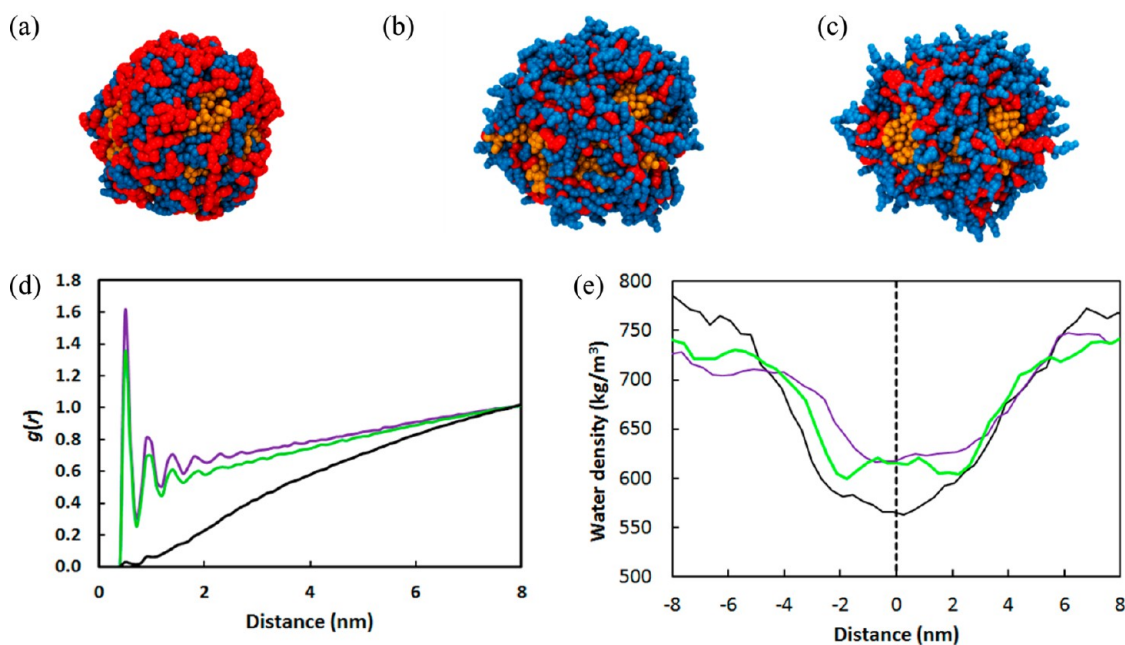 (a)
(b)
(c)
(d)
1.8
1.6
1.4
1.2
1.0
0.8
0.6
0.4
0.2
0.0
g(r)
0 2 4 6 8
Distance (nm)
(e)
800
750
700
650
600
550
500
Water density (kg/m³)
-8 -6 -4 -2 0 2 4 6 8
Distance (nm)